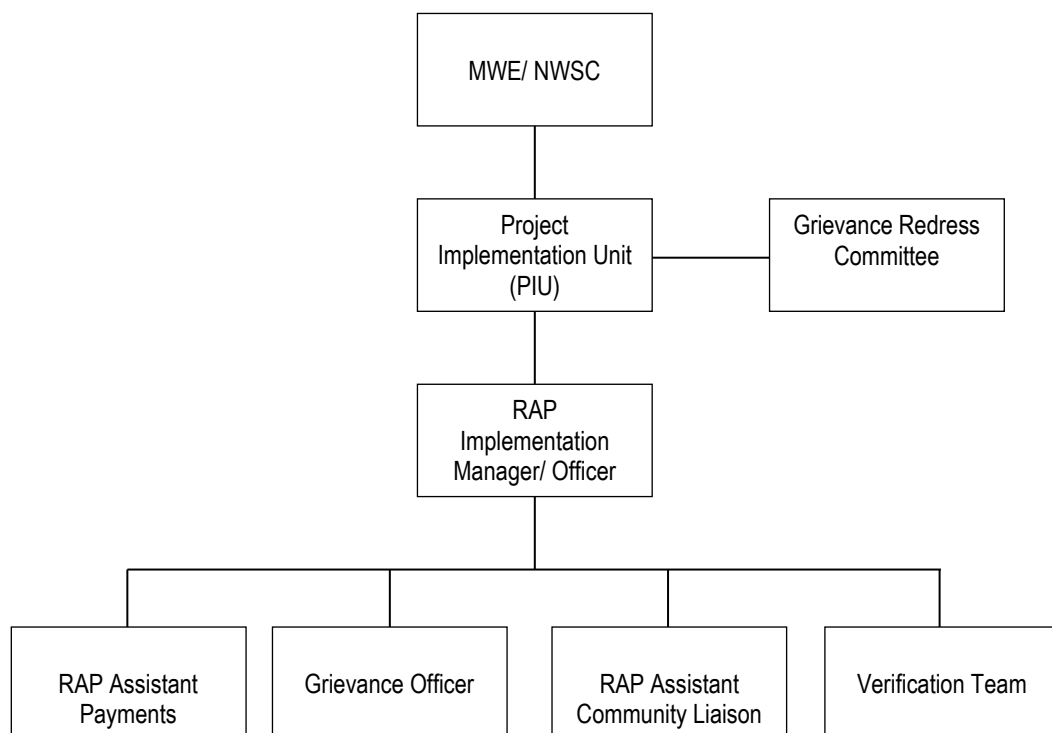 MWE/ NWSC
Project
Implementation Unit
(PIU)
Grievance Redress
Committee
RAP
Implementation
Manager/ Officer
RAP Assistant
Payments
Grievance Officer
RAP Assistant
Community Liaison
Verification Team